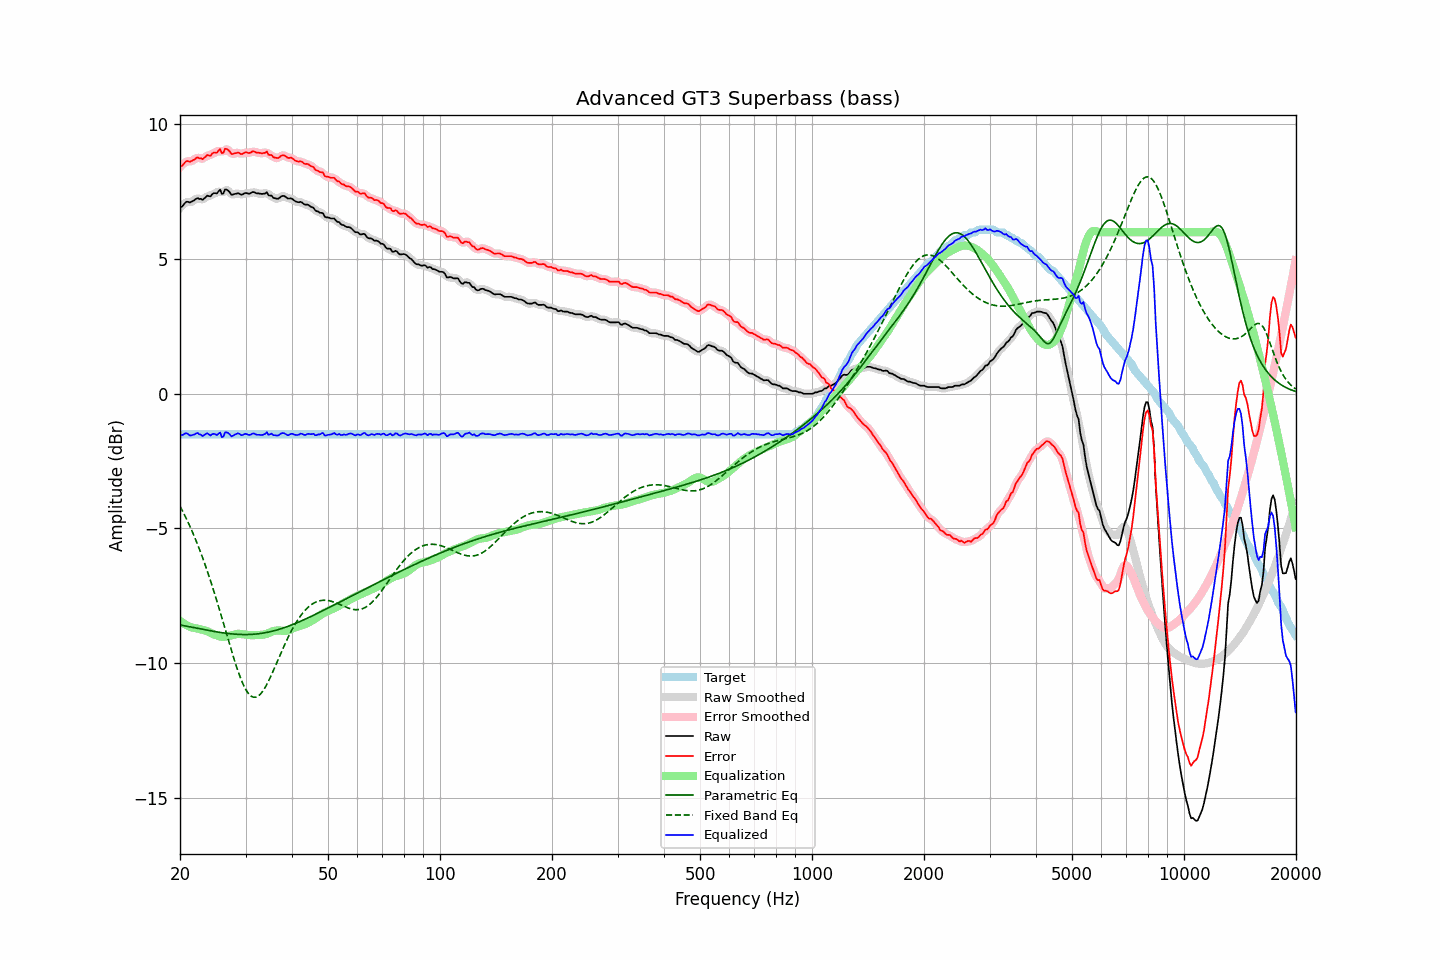 Advanced GT3 Superbass (bass)
10
5
0
−5
−10
−15
Amplitude (dBr)
20
50
100
200
500
1000
2000
5000
10000
20000
Frequency (Hz)
Target
Raw Smoothed
Error Smoothed
Raw
Error
Equalization
Parametric Eq
Fixed Band Eq
Equalized